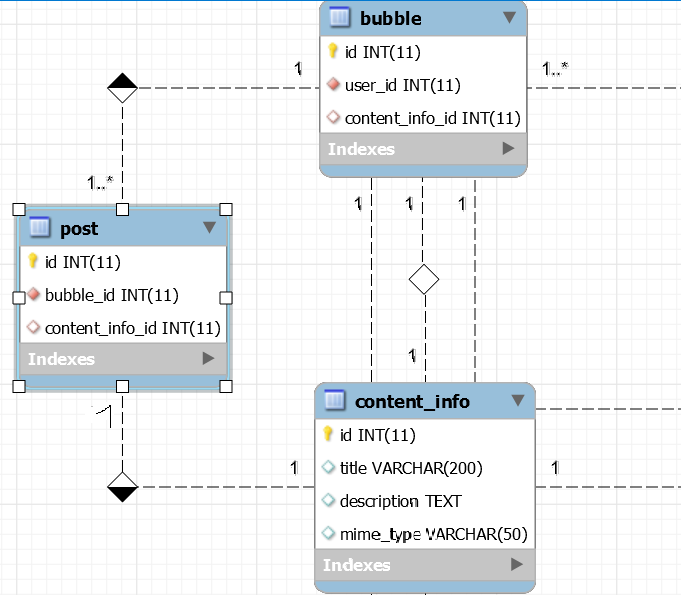 bubble
id INT(11)
user_id INT(11)
content_info_id INT(11)
Indexes
1
1..*
1..*
1
1
1
post
id INT(11)
bubble_id INT(11)
content_info_id INT(11)
Indexes
1
1
content_info
id INT(11)
title VARCHAR(200)
description TEXT
mime_type VARCHAR(50)
Indexes
1
1